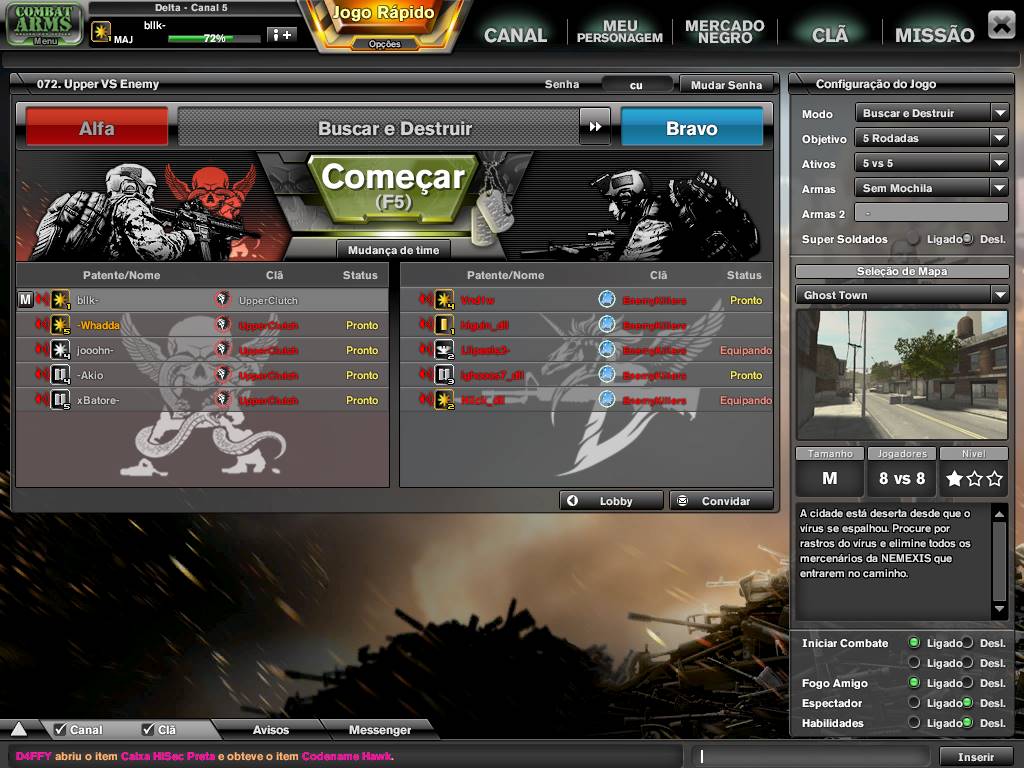 COMBAT ARMS
Menu
Delta - Canal 5
bllk-
MAJ
72%
Jogo Rápido
Opções
CANAL
MEU PERSONAGEM
MERCADO NEGRO
CLÃ
MISSÃO
072. Upper VS Enemy
Senha
cu
Mudar Senha
Alfa
Buscar e Destruir
Bravo
Começar
(F5)
Mudança de time
Patente/Nome Clã Status
M bllk- UpperClutch
-Whadda UpperClutch Pronto
jooohn- UpperClutch Pronto
-Akio UpperClutch Pronto
xBatore- UpperClutch Pronto
Patente/Nome Clã Status
EnemyKillers Pronto
EnemyKillers
EnemyKillers Equipando
EnemyKillers Pronto
EnemyKillers Equipando
Lobby
Convidar
Configuração do Jogo
Modo Buscar e Destruir
Objetivo 5 Rodadas
Ativos 5 vs 5
Armas Sem Mochila
Armas 2 -
Super Soldados Ligado Desl.
Seleção de Mapa
Ghost Town
Tamanho Jogadores Nível
M 8 vs 8
A cidade está deserta desde que o
vírus se espalhou. Procure por
rastros do vírus e elimine todos os
mercenários da NEMEXIS que
entrarem no caminho.
Iniciar Combate Ligado Desl.
Ligado Desl.
Fogo Amigo Ligado Desl.
Espectador Ligado Desl.
Habilidades Ligado Desl.
Canal
Clã
Avisos
Messenger
D4FFY abriu o item Caixa HiSec Preta e obteve o item Codename Hawk.
Inserir